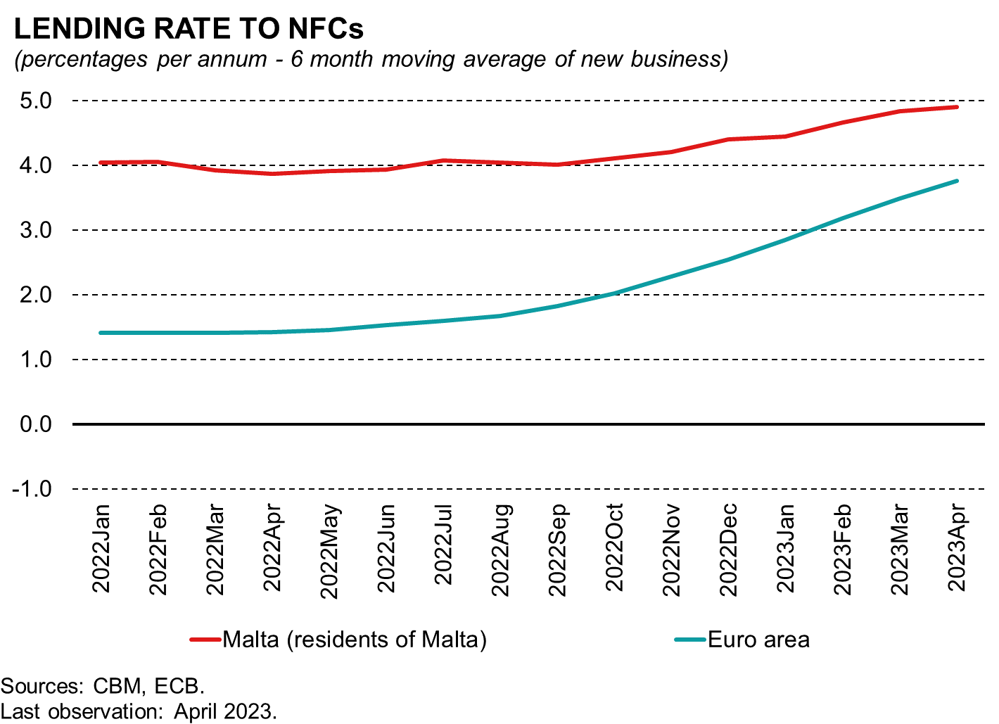 LENDING RATE TO NFCs
(percentages per annum - 6 month moving average of new business)
5.0
4.0
3.0
2.0
1.0
0.0
-1.0
2022Jan
2022Feb
2022Mar
2022Apr
2022May
2022Jun
2022Jul
2022Aug
2022Sep
2022Oct
2022Nov
2022Dec
2023Jan
2023Feb
2023Mar
2023Apr
Malta (residents of Malta)
Euro area
Sources: CBM, ECB.
Last observation: April 2023.